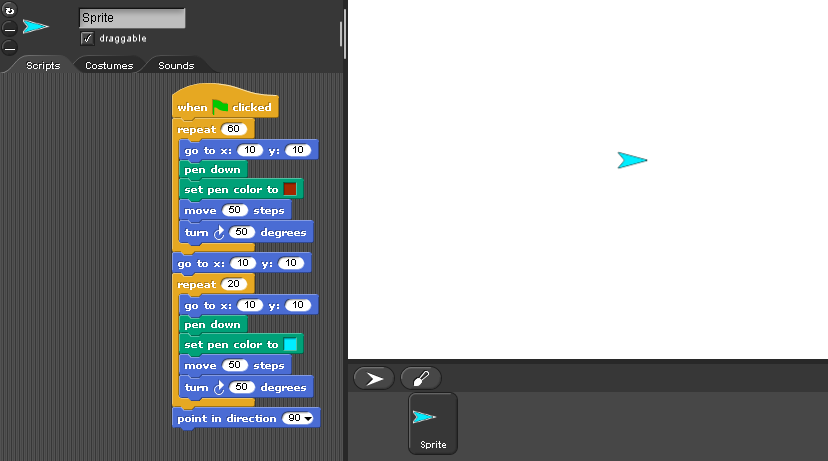 Sprite
draggable
Scripts Costumes Sounds
when clicked
repeat 60
go to x: 10 y: 10
pen down
set pen color to
move 50 steps
turn 50 degrees
go to x: 10 y: 10
repeat 20
go to x: 10 y: 10
pen down
set pen color to
move 50 steps
turn 50 degrees
point in direction 90
Sprite